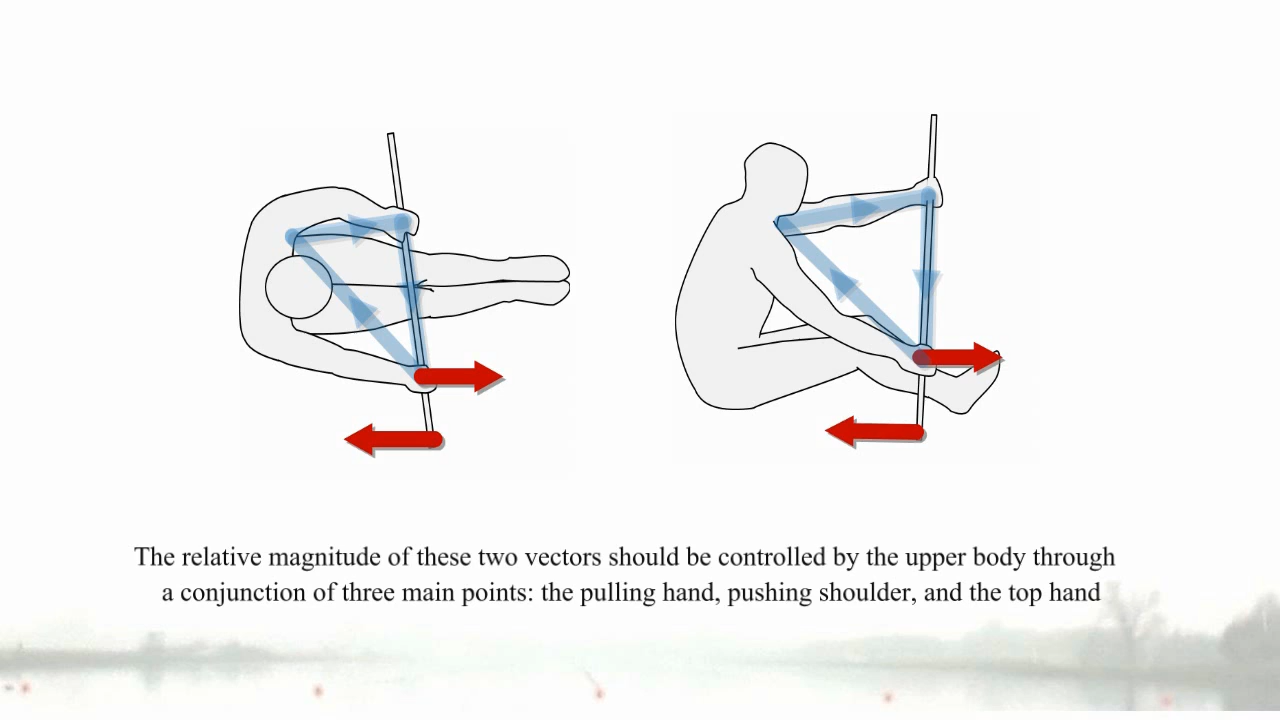 The relative magnitude of these two vectors should be controlled by the upper body through
a conjunction of three main points: the pulling hand, pushing shoulder, and the top hand